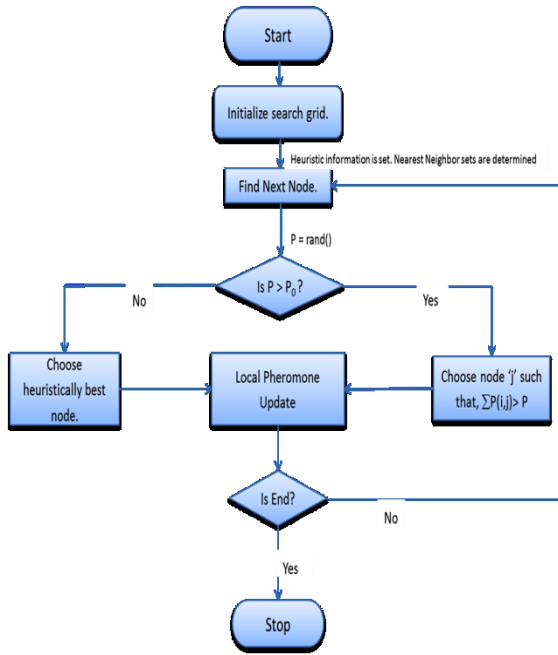 Start
Initialize search grid.
Heuristic information is set. Nearest Neighbor sets are determined
Find Next Node.
P = rand()
Is P > P₀?
No
Yes
Choose
heuristically best
node.
Local Pheromone
Update
Choose node 'j' such
that, ∑P(i,j)> P
Is End?
No
Yes
Stop